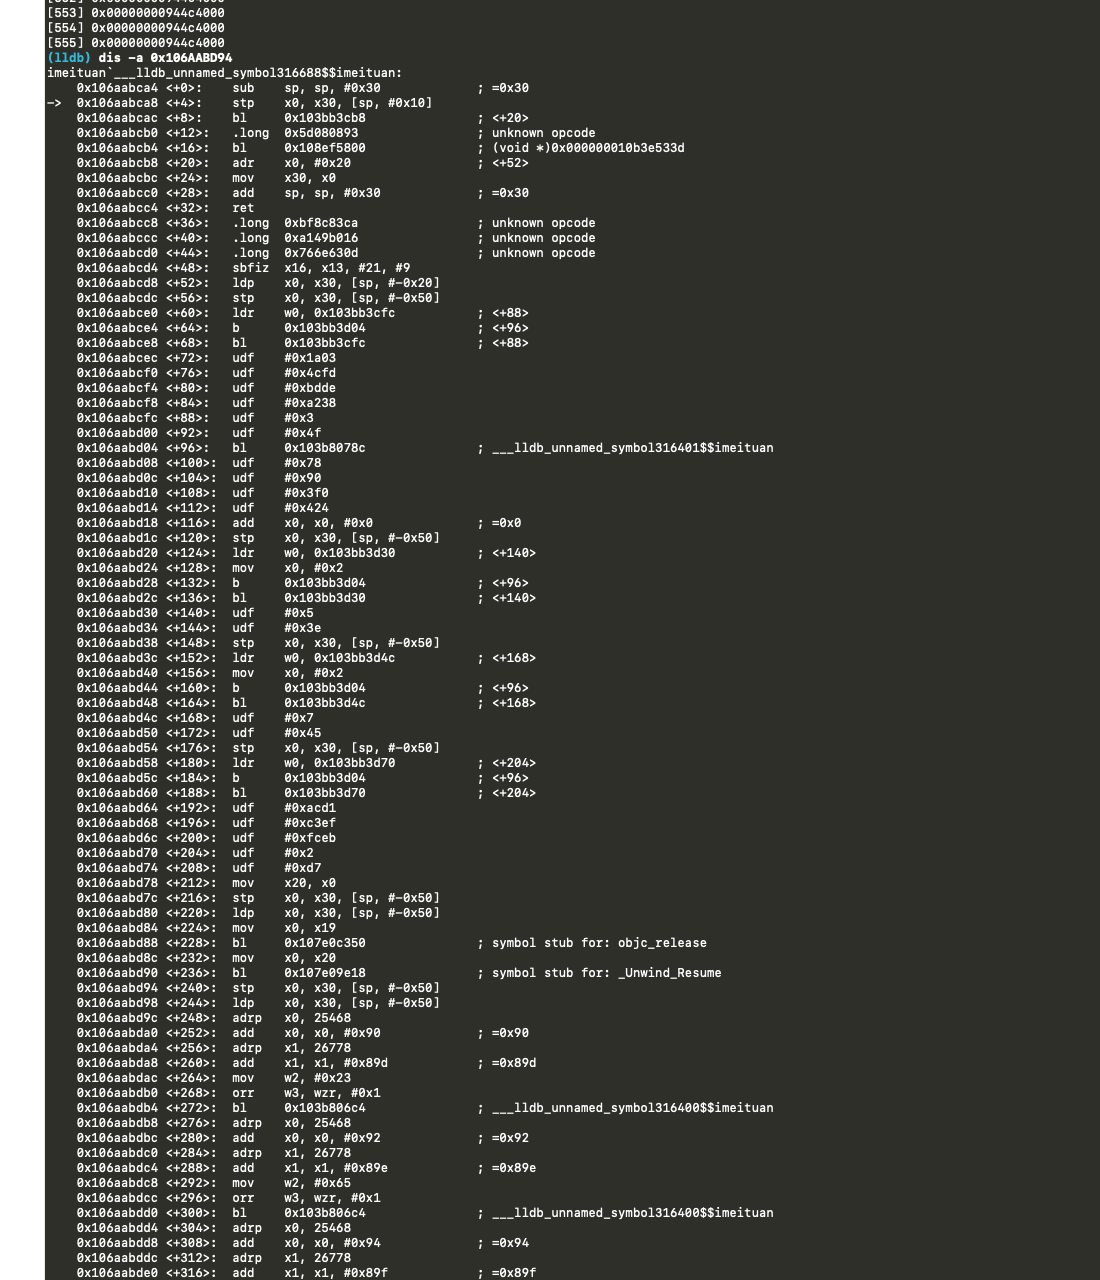 [553] 0x00000000944c4000
[554] 0x00000000944c4000
[555] 0x00000000944c4000
(lldb) dis -a 0x106AABD94
imeituan`___lldb_unnamed_symbol316688$$imeituan:
    0x106aabca4 <+0>:   sub    sp, sp, #0x30             ; =0x30
->  0x106aabca8 <+4>:   stp    x0, x30, [sp, #0x10]
    0x106aabcac <+8>:   bl     0x103bb3cb8               ; <+20>
    0x106aabcb0 <+12>:  .long  0x5d080893                ; unknown opcode
    0x106aabcb4 <+16>:  bl     0x108ef5800               ; (void *)0x000000010b3e533d
    0x106aabcb8 <+20>:  adr    x0, #0x20                 ; <+52>
    0x106aabcbc <+24>:  mov    x30, x0
    0x106aabcc0 <+28>:  add    sp, sp, #0x30             ; =0x30
    0x106aabcc4 <+32>:  ret
    0x106aabcc8 <+36>:  .long  0xbf8c83ca                ; unknown opcode
    0x106aabccc <+40>:  .long  0xa149b016                ; unknown opcode
    0x106aabcd0 <+44>:  .long  0x766e630d                ; unknown opcode
    0x106aabcd4 <+48>:  sbfiz  x16, x13, #21, #9
    0x106aabcd8 <+52>:  ldp    x0, x30, [sp, #-0x20]
    0x106aabcdc <+56>:  stp    x0, x30, [sp, #-0x50]
    0x106aabce0 <+60>:  ldr    w0, 0x103bb3cfc           ; <+88>
    0x106aabce4 <+64>:  b      0x103bb3d04               ; <+96>
    0x106aabce8 <+68>:  bl     0x103bb3cfc               ; <+88>
    0x106aabcec <+72>:  udf    #0x1a03
    0x106aabcf0 <+76>:  udf    #0x4cfd
    0x106aabcf4 <+80>:  udf    #0xbdde
    0x106aabcf8 <+84>:  udf    #0xa238
    0x106aabcfc <+88>:  udf    #0x3
    0x106aabd00 <+92>:  udf    #0x4f
    0x106aabd04 <+96>:  bl     0x103b8078c               ; ___lldb_unnamed_symbol316401$$imeituan
    0x106aabd08 <+100>: udf    #0x78
    0x106aabd0c <+104>: udf    #0x90
    0x106aabd10 <+108>: udf    #0x3f0
    0x106aabd14 <+112>: udf    #0x424
    0x106aabd18 <+116>: add    x0, x0, #0x0              ; =0x0
    0x106aabd1c <+120>: stp    x0, x30, [sp, #-0x50]
    0x106aabd20 <+124>: ldr    w0, 0x103bb3d30           ; <+140>
    0x106aabd24 <+128>: mov    x0, #0x2
    0x106aabd28 <+132>: b      0x103bb3d04               ; <+96>
    0x106aabd2c <+136>: bl     0x103bb3d30               ; <+140>
    0x106aabd30 <+140>: udf    #0x5
    0x106aabd34 <+144>: udf    #0x3e
    0x106aabd38 <+148>: stp    x0, x30, [sp, #-0x50]
    0x106aabd3c <+152>: ldr    w0, 0x103bb3d4c           ; <+168>
    0x106aabd40 <+156>: mov    x0, #0x2
    0x106aabd44 <+160>: b      0x103bb3d04               ; <+96>
    0x106aabd48 <+164>: bl     0x103bb3d4c               ; <+168>
    0x106aabd4c <+168>: udf    #0x7
    0x106aabd50 <+172>: udf    #0x45
    0x106aabd54 <+176>: stp    x0, x30, [sp, #-0x50]
    0x106aabd58 <+180>: ldr    w0, 0x103bb3d70           ; <+204>
    0x106aabd5c <+184>: b      0x103bb3d04               ; <+96>
    0x106aabd60 <+188>: bl     0x103bb3d70               ; <+204>
    0x106aabd64 <+192>: udf    #0xacd1
    0x106aabd68 <+196>: udf    #0xc3ef
    0x106aabd6c <+200>: udf    #0xfceb
    0x106aabd70 <+204>: udf    #0x2
    0x106aabd74 <+208>: udf    #0xd7
    0x106aabd78 <+212>: mov    x20, x0
    0x106aabd7c <+216>: stp    x0, x30, [sp, #-0x50]
    0x106aabd80 <+220>: ldp    x0, x30, [sp, #-0x50]
    0x106aabd84 <+224>: mov    x0, x19
    0x106aabd88 <+228>: bl     0x107e0c350               ; symbol stub for: objc_release
    0x106aabd8c <+232>: mov    x0, x20
    0x106aabd90 <+236>: bl     0x107e09e18               ; symbol stub for: _Unwind_Resume
    0x106aabd94 <+240>: stp    x0, x30, [sp, #-0x50]
    0x106aabd98 <+244>: ldp    x0, x30, [sp, #-0x50]
    0x106aabd9c <+248>: adrp   x0, 25468
    0x106aabda0 <+252>: add    x0, x0, #0x90             ; =0x90
    0x106aabda4 <+256>: adrp   x1, 26778
    0x106aabda8 <+260>: add    x1, x1, #0x89d            ; =0x89d
    0x106aabdac <+264>: mov    w2, #0x23
    0x106aabdb0 <+268>: orr    w3, wzr, #0x1
    0x106aabdb4 <+272>: bl     0x103b806c4               ; ___lldb_unnamed_symbol316400$$imeituan
    0x106aabdb8 <+276>: adrp   x0, 25468
    0x106aabdbc <+280>: add    x0, x0, #0x92             ; =0x92
    0x106aabdc0 <+284>: adrp   x1, 26778
    0x106aabdc4 <+288>: add    x1, x1, #0x89e            ; =0x89e
    0x106aabdc8 <+292>: mov    w2, #0x65
    0x106aabdcc <+296>: orr    w3, wzr, #0x1
    0x106aabdd0 <+300>: bl     0x103b806c4               ; ___lldb_unnamed_symbol316400$$imeituan
    0x106aabdd4 <+304>: adrp   x0, 25468
    0x106aabdd8 <+308>: add    x0, x0, #0x94             ; =0x94
    0x106aabddc <+312>: adrp   x1, 26778
    0x106aabde0 <+316>: add    x1, x1, #0x89f            ; =0x89f